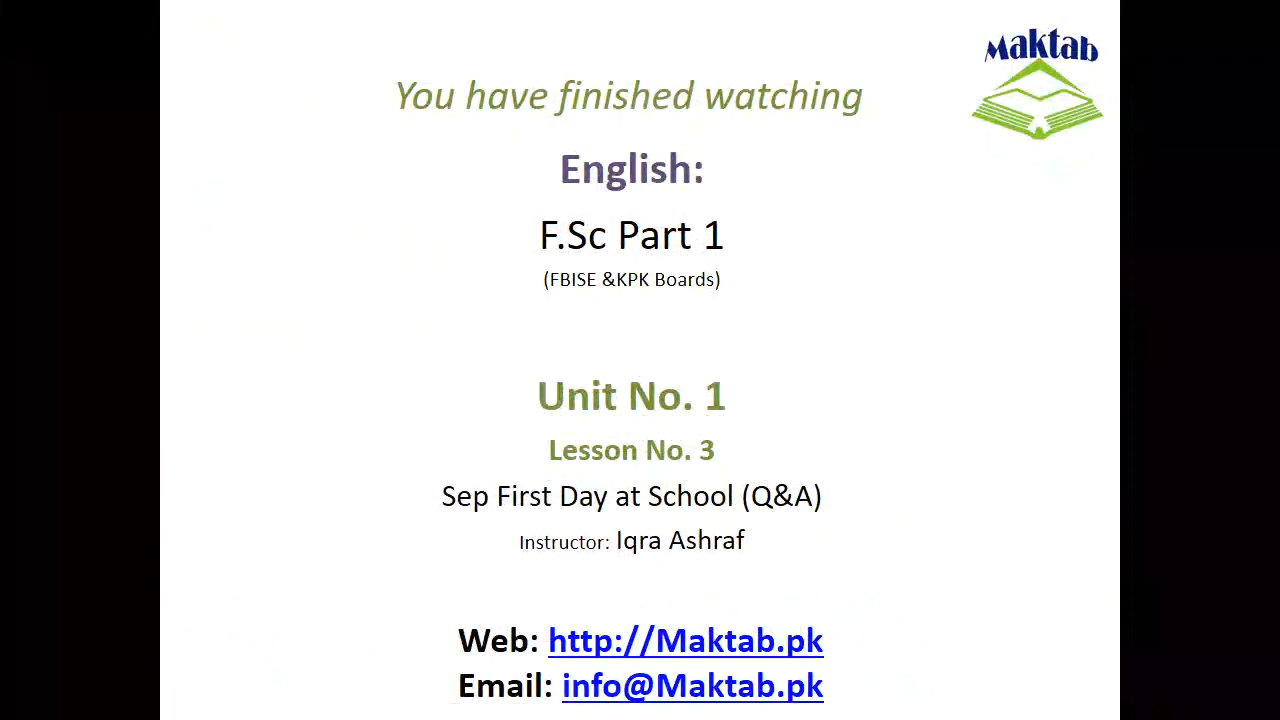 Maktab
You have finished watching
English:
F.Sc Part 1
(FBISE &KPK Boards)
Unit No. 1
Lesson No. 3
Sep First Day at School (Q&A)
Instructor: Iqra Ashraf
Web: http://Maktab.pk
Email: info@Maktab.pk